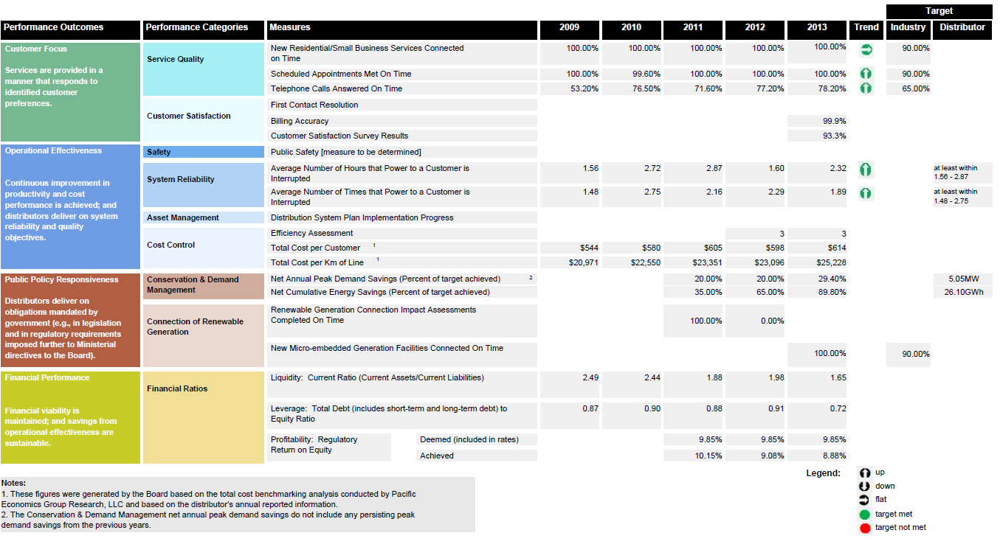 Target
Performance Outcomes Performance Categories Measures 2009 2010 2011 2012 2013 Trend Industry Distributor
Customer Focus
Services are provided in a
manner that responds to
identified customer
preferences.
Service Quality
New Residential/Small Business Services Connected
on Time
100.00% 100.00% 100.00% 100.00% 100.00% 90.00%
Scheduled Appointments Met On Time 100.00% 99.60% 100.00% 100.00% 100.00% 90.00%
Telephone Calls Answered On Time 53.20% 76.50% 71.60% 77.20% 78.20% 65.00%
Customer Satisfaction
First Contact Resolution
Billing Accuracy 99.9%
Customer Satisfaction Survey Results 93.3%
Operational Effectiveness
Continuous improvement in
productivity and cost
performance is achieved; and
distributors deliver on system
reliability and quality
objectives.
Safety Public Safety [measure to be determined]
System Reliability
Average Number of Hours that Power to a Customer is
Interrupted
1.56 2.72 2.87 1.60 2.32
at least within
1.56 - 2.87
Average Number of Times that Power to a Customer is
Interrupted
1.48 2.75 2.16 2.29 1.89
at least within
1.48 - 2.75
Asset Management Distribution System Plan Implementation Progress
Cost Control
Efficiency Assessment 3 3
Total Cost per Customer 1 $544 $580 $605 $598 $614
Total Cost per Km of Line 1 $20,971 $22,550 $23,351 $23,096 $25,228
Public Policy Responsiveness
Distributors deliver on
obligations mandated by
government (e.g., in legislation
and in regulatory requirements
imposed further to Ministerial
directives to the Board).
Conservation & Demand
Management
Net Annual Peak Demand Savings (Percent of target achieved) 2 20.00% 20.00% 29.40% 5.05MW
Net Cumulative Energy Savings (Percent of target achieved) 35.00% 65.00% 89.80% 26.10GWh
Connection of Renewable
Generation
Renewable Generation Connection Impact Assessments
Completed On Time
100.00% 0.00%
New Micro-embedded Generation Facilities Connected On Time
100.00% 90.00%
Financial Performance
Financial viability is
maintained; and savings from
operational effectiveness are
sustainable.
Financial Ratios
Liquidity: Current Ratio (Current Assets/Current Liabilities) 2.49 2.44 1.88 1.98 1.65
Leverage: Total Debt (includes short-term and long-term debt) to
Equity Ratio
0.87 0.90 0.88 0.91 0.72
Profitability: Regulatory
Return on Equity
Deemed (included in rates) 9.85% 9.85% 9.85%
Achieved 10.15% 9.08% 8.88%
Legend:
up
down
flat
target met
target not met
Notes:
1. These figures were generated by the Board based on the total cost benchmarking analysis conducted by Pacific
Economics Group Research, LLC and based on the distributor's annual reported information.
2. The Conservation & Demand Management net annual peak demand savings do not include any persisting peak
demand savings from the previous years.